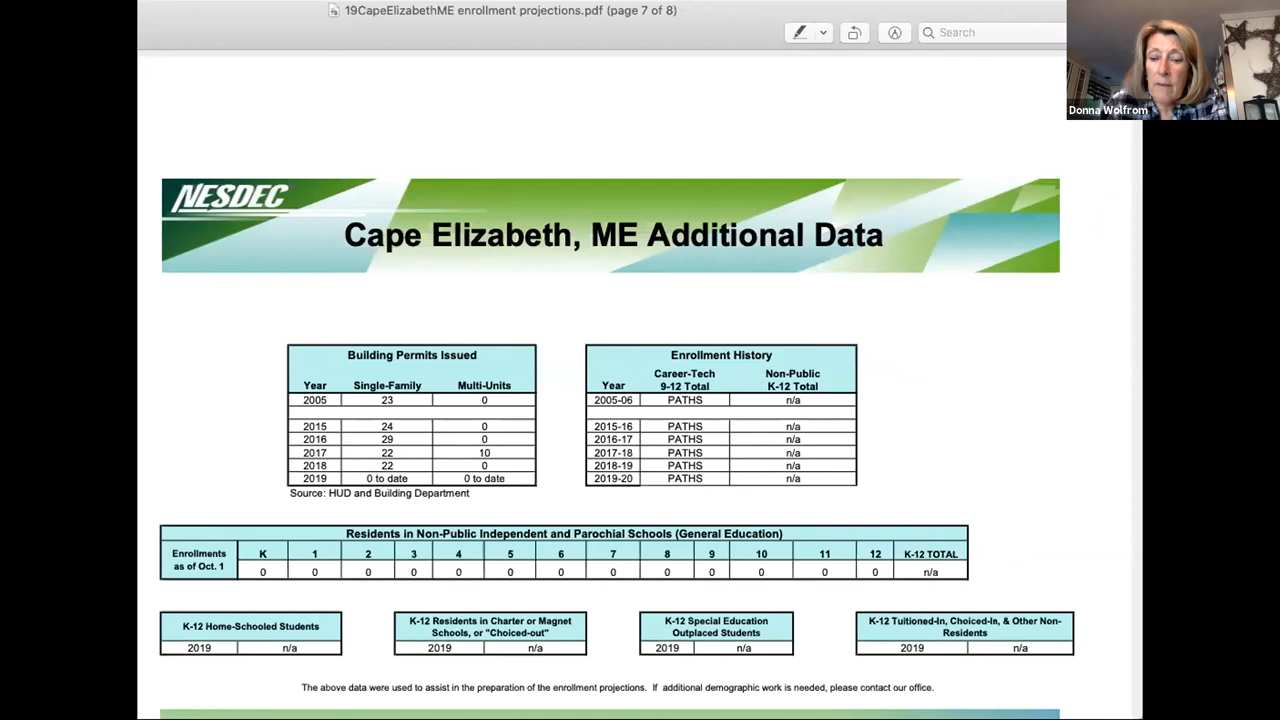 19CapeElizabethME enrollment projections.pdf (page 7 of 8)
Search
Donna Wolfrom
NESDEC
Cape Elizabeth, ME Additional Data
Building Permits Issued
Year Single-Family Multi-Units
2005 23 0
2015 24 0
2016 29 0
2017 22 10
2018 22 0
2019 0 to date 0 to date
Source: HUD and Building Department
Enrollment History
Career-Tech Non-Public
Year 9-12 Total K-12 Total
2005-06 PATHS n/a
2015-16 PATHS n/a
2016-17 PATHS n/a
2017-18 PATHS n/a
2018-19 PATHS n/a
2019-20 PATHS n/a
Residents in Non-Public Independent and Parochial Schools (General Education)
Enrollments
as of Oct. 1
K 1 2 3 4 5 6 7 8 9 10 11 12 K-12 TOTAL
0 0 0 0 0 0 0 0 0 0 0 0 0 n/a
K-12 Home-Schooled Students
2019 n/a
K-12 Residents in Charter or Magnet
Schools, or "Choiced-out"
2019 n/a
K-12 Special Education
Outplaced Students
2019 n/a
K-12 Tuitioned-In, Choiced-In, & Other Non-
Residents
2019 n/a
The above data were used to assist in the preparation of the enrollment projections. If additional demographic work is needed, please contact our office.